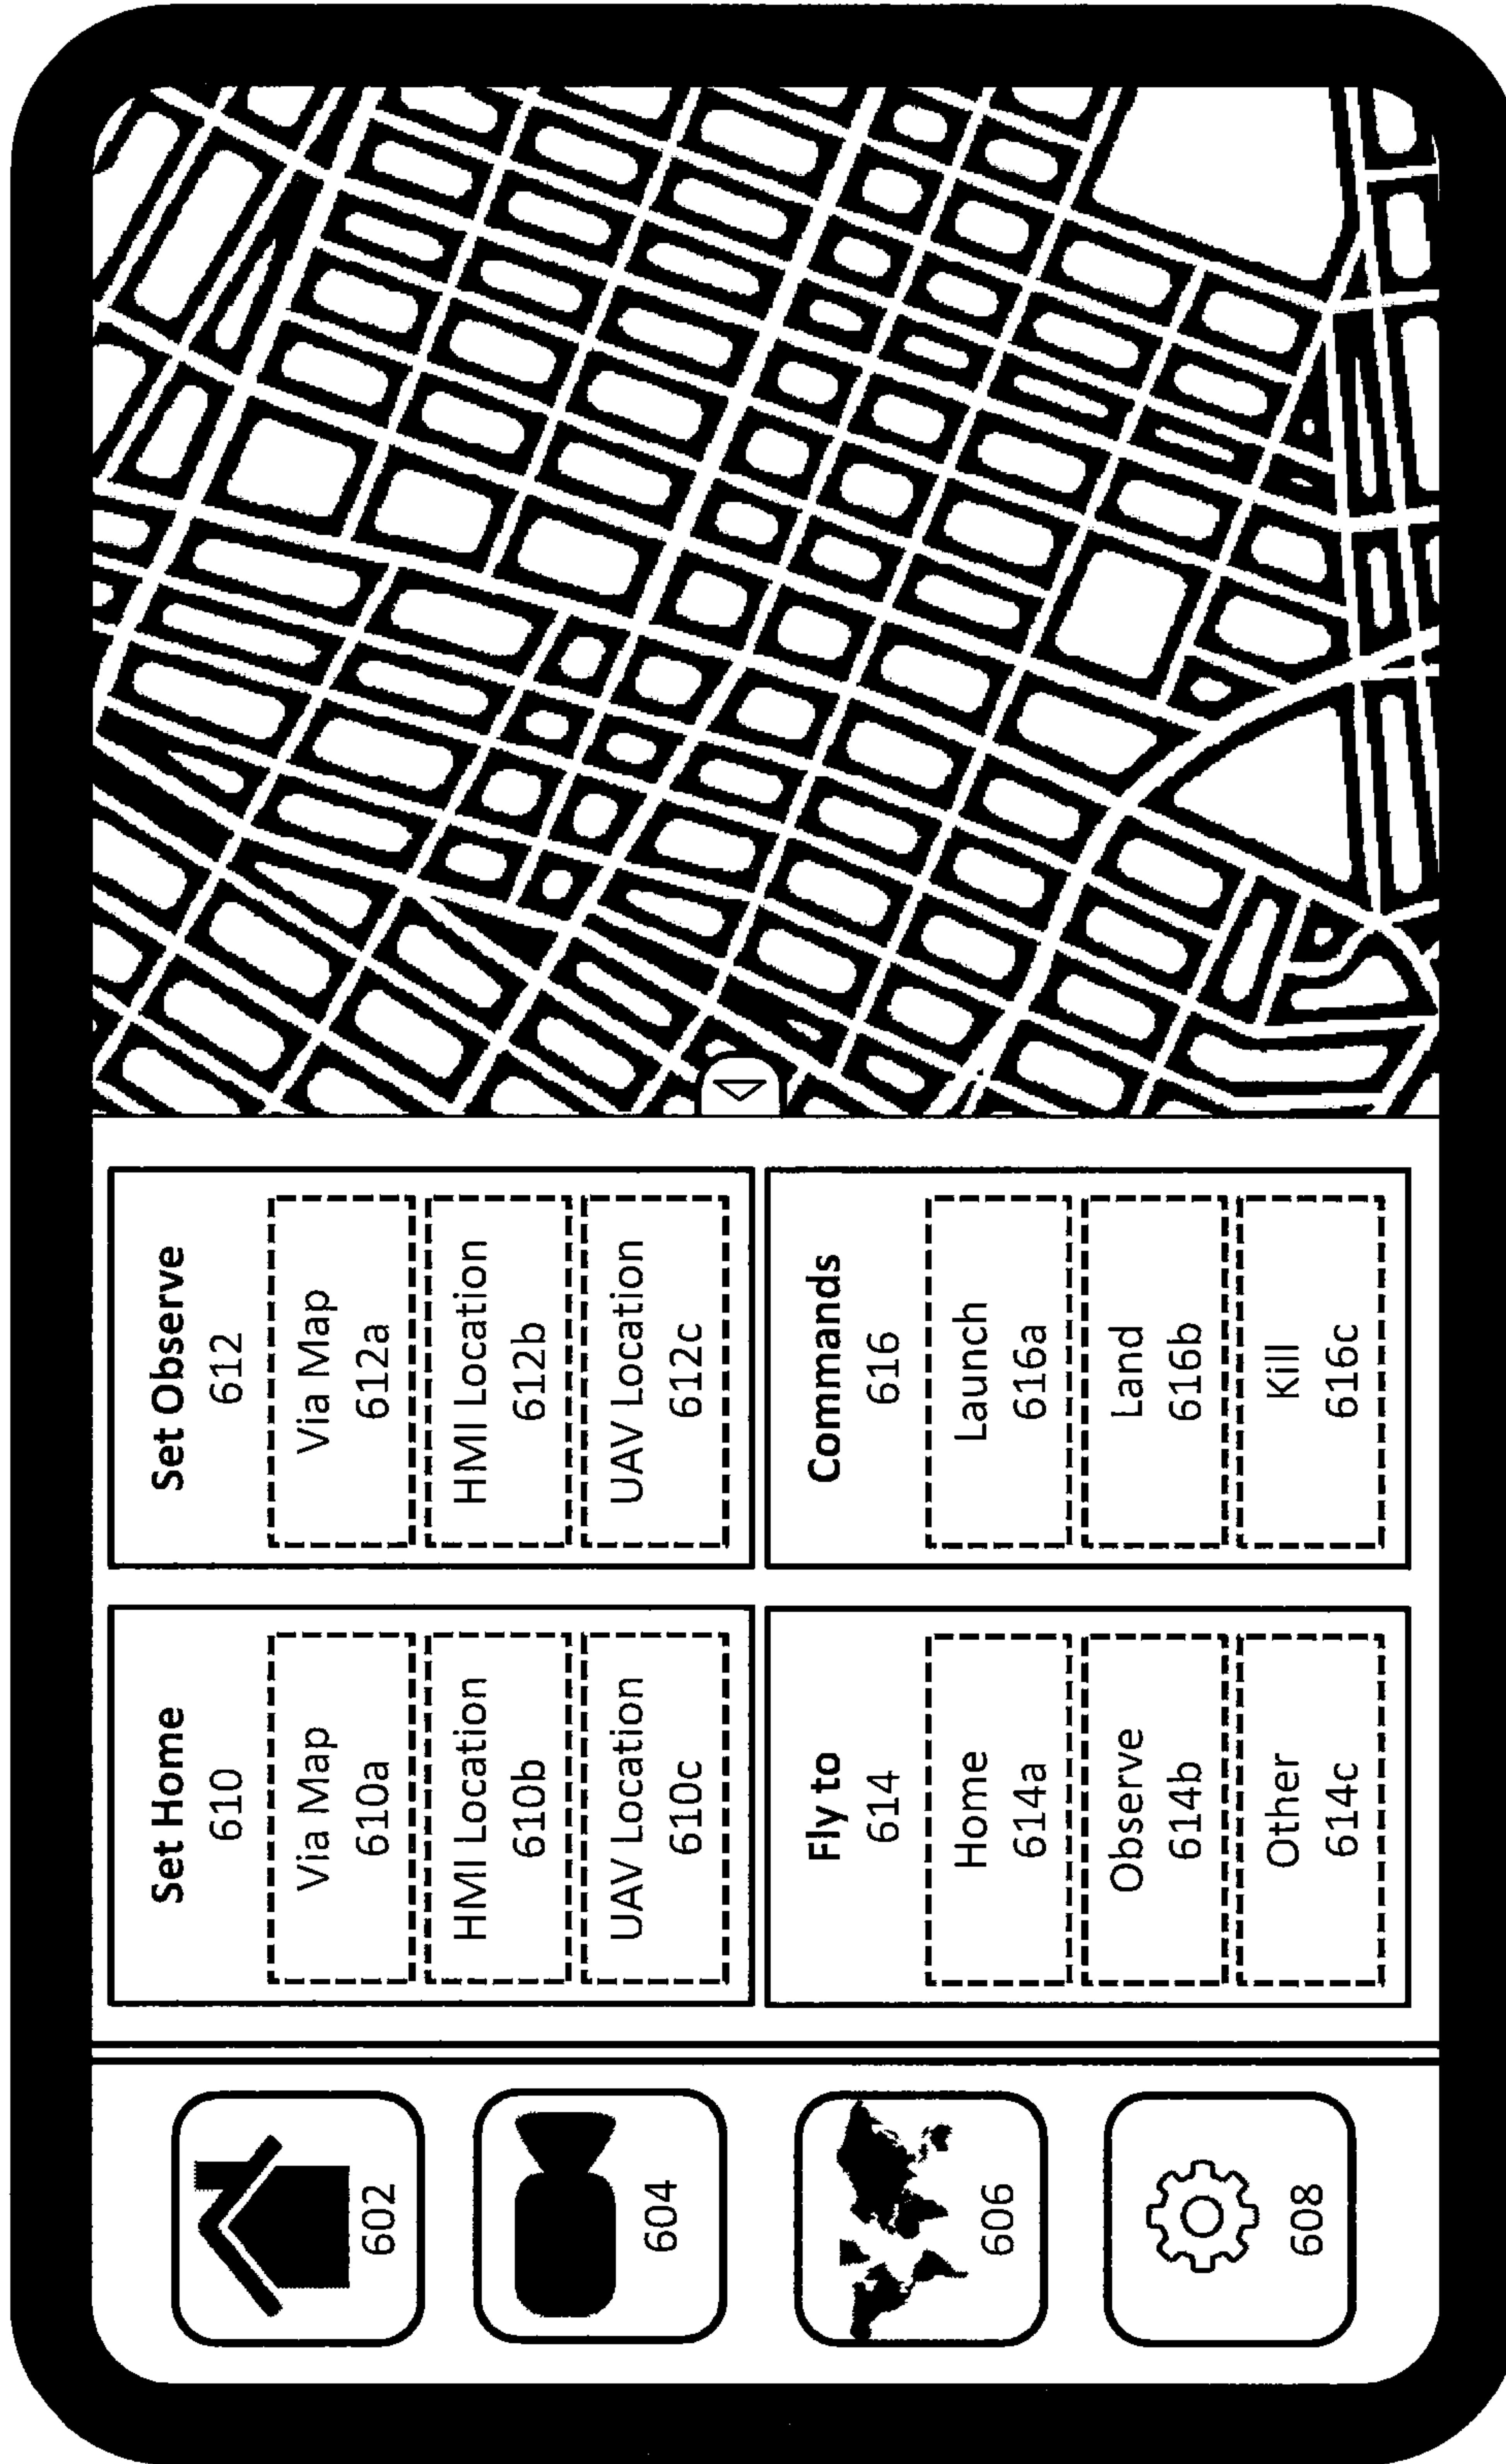 602
604
606
608
Set Home
610
Via Map
610a
HMI Location
610b
UAV Location
610c
Set Observe
612
Via Map
612a
HMI Location
612b
UAV Location
612c
Fly to
614
Home
614a
Observe
614b
Other
614c
Commands
616
Launch
616a
Land
616b
Kill
616c